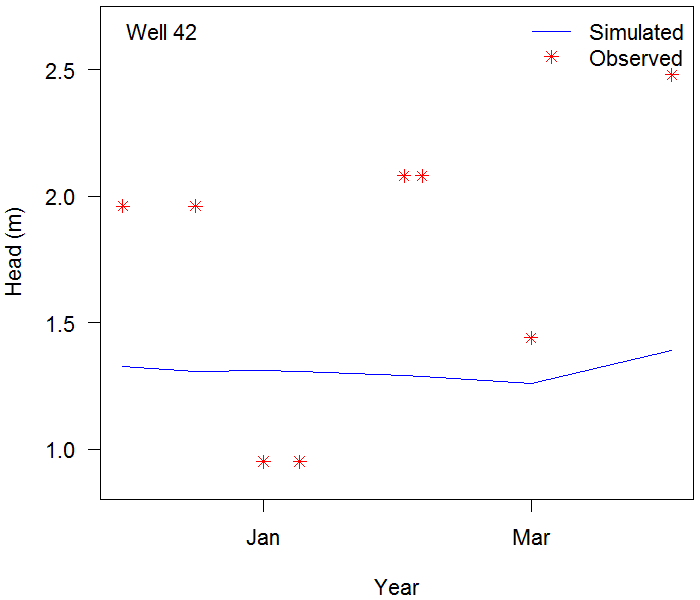 Well 42
Simulated
Observed
2.5
2.0
1.5
1.0
Head (m)
Jan
Mar
Year